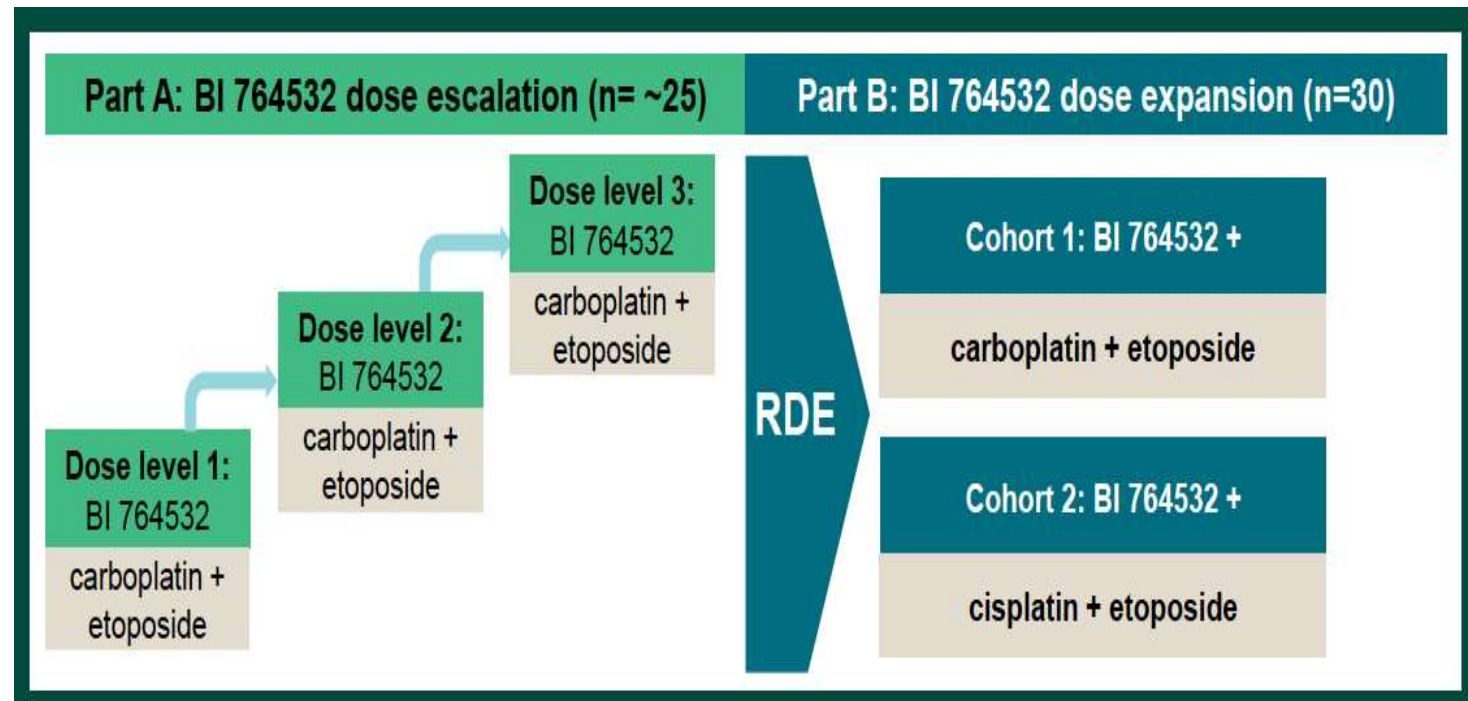 Part A: BI 764532 dose escalation (n= ~25)
Part B: BI 764532 dose expansion (n=30)
Dose level 1:
BI 764532
carboplatin +
etoposide
Dose level 2:
BI 764532
carboplatin +
etoposide
Dose level 3:
BI 764532
carboplatin +
etoposide
RDE
Cohort 1: BI 764532 +
carboplatin + etoposide
Cohort 2: BI 764532 +
cisplatin + etoposide